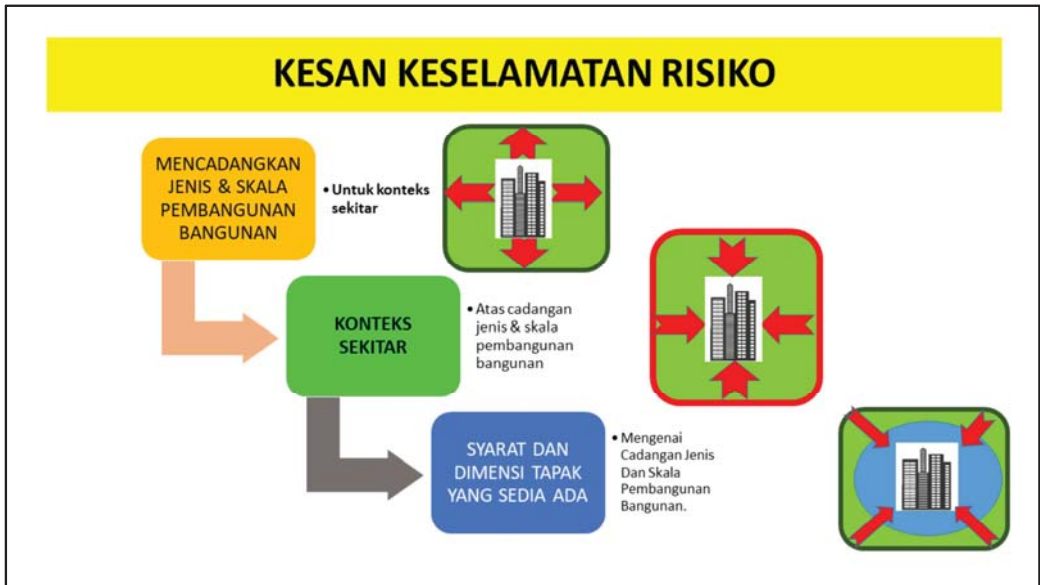 KESAN KESELAMATAN RISIKO
MENCADANGKAN
JENIS & SKALA
PEMBANGUNAN
BANGUNAN
• Untuk konteks
sekitar
KONTEKS
SEKITAR
• Atas cadangan
jenis & skala
pembangunan
bangunan
SYARAT DAN
DIMENSI TAPAK
YANG SEDIA ADA
• Mengenai
Cadangan Jenis
Dan Skala
Pembangunan
Bangunan.